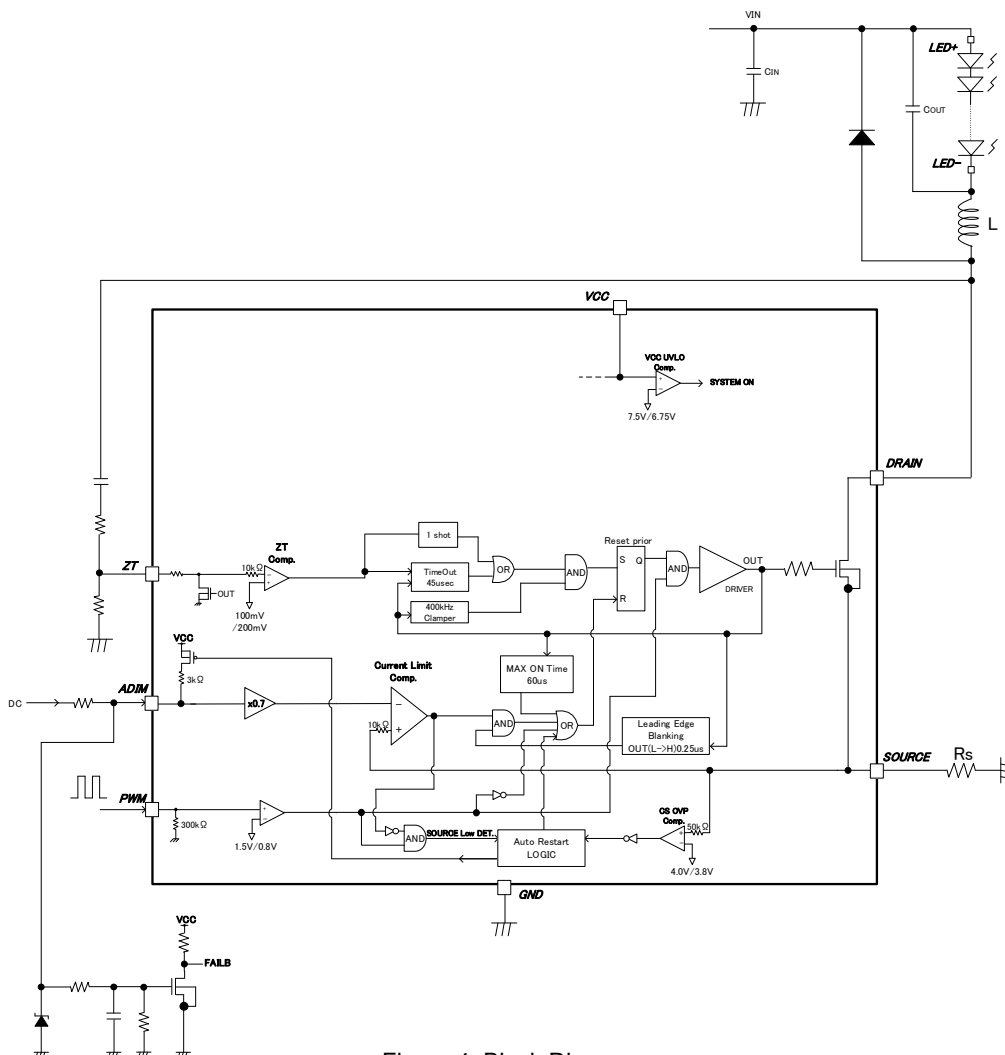 VIN
LED+
CIN
COUT
LED-
L
VCC
VCC UVLO
Comp.
SYSTEM ON
7.5V/6.75V
DRAIN
1 shot
Reset prior
ZT
Comp.
ZT
10kΩ
TimeOut
45usec
OR
AND
S Q
R
AND
OUT
DRIVER
OUT
100mV
/200mV
400kHz
Clamper
VCC
3kΩ
Current Limit
Comp.
MAX ON Time
60us
ADIM
DC
x0.7
10kΩ
AND
OR
Leading Edge
Blanking
OUT(L->H)0.25us
SOURCE
Rs
PWM
300kΩ
1.5V/0.8V
AND
SOURCE Low DET.
Auto Restart
LOGIC
CS OVP
Comp.
50kΩ
4.0V/3.8V
GND
VCC
FAILB